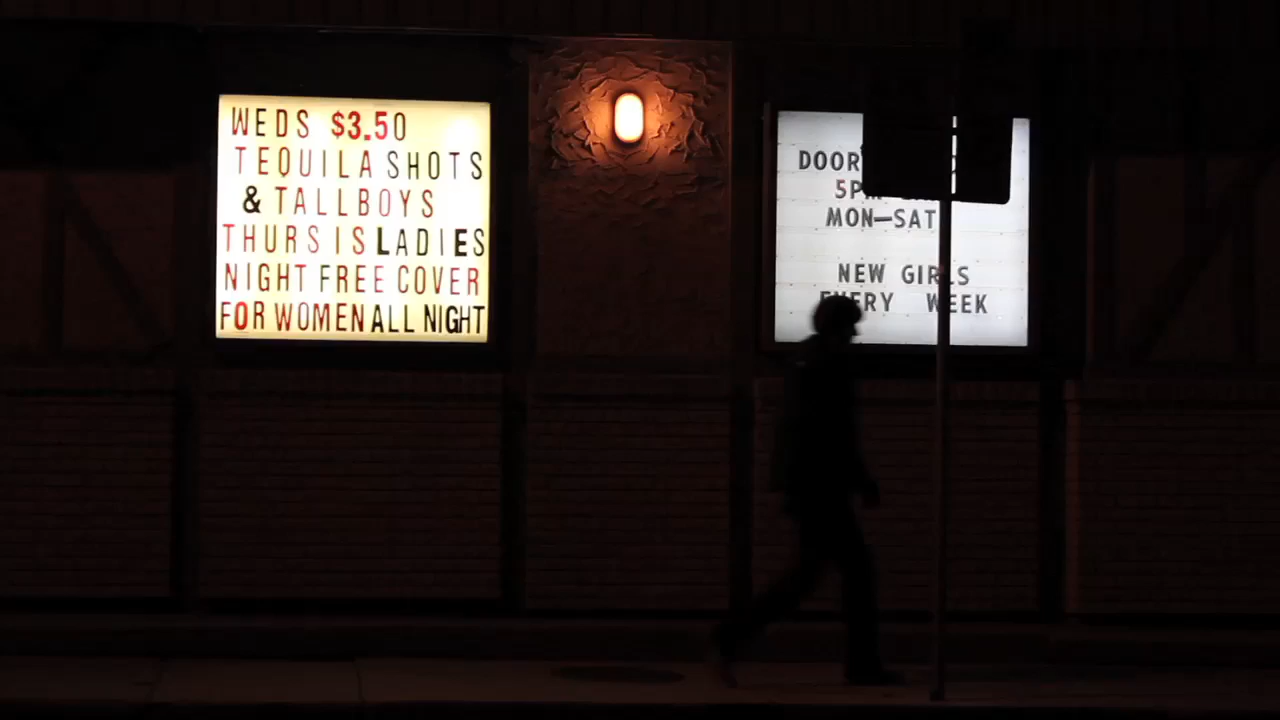 WEDS $3.50
TEQUILA SHOTS
& TALLBOYS
THURS IS LADIES
NIGHT FREE COVER
FOR WOMEN ALL NIGHT
MON-SAT
NEW GIRLS
EVERY WEEK